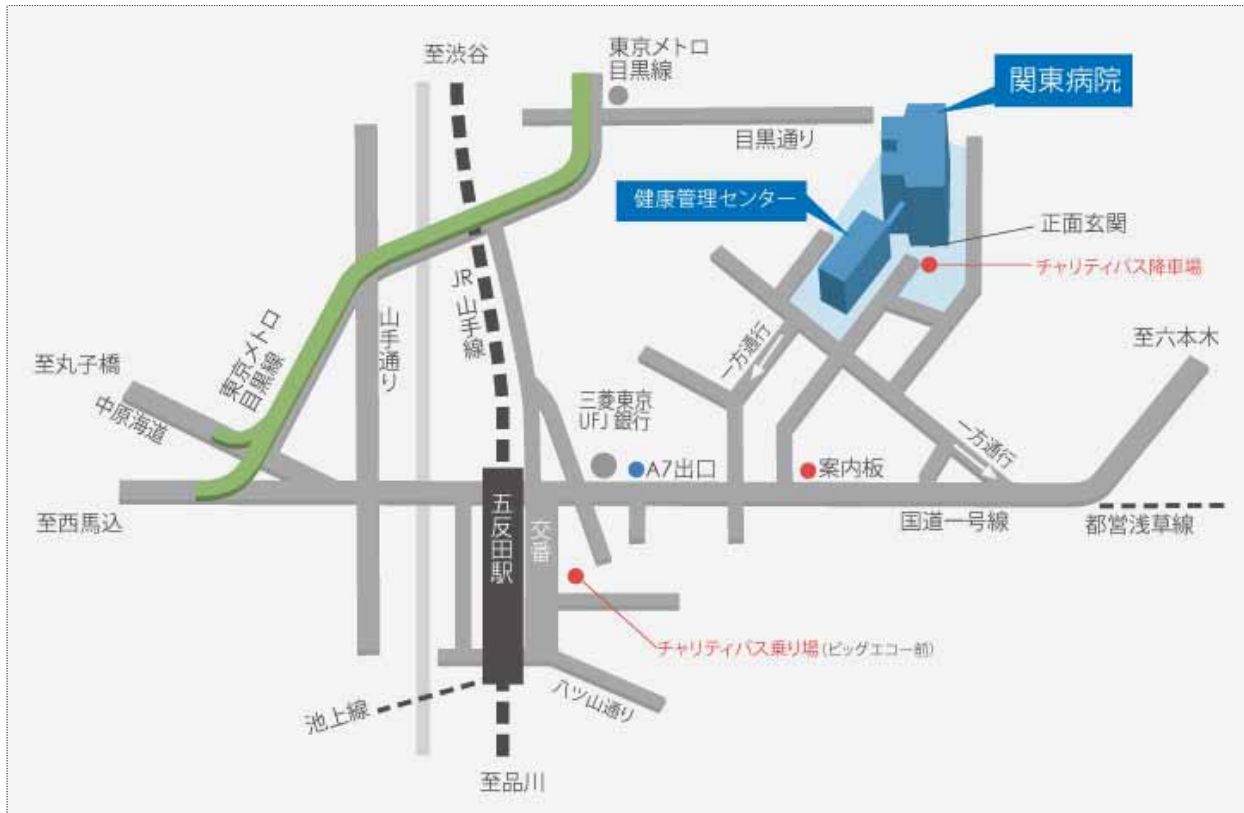 至渋谷
東京メトロ
目黒線
関東病院
目黒通り
健康管理センター
正面玄関
チャリティバス降車場
JR 山手線
山手通り
一方通行
至六本木
東京メトロ
目黒線
至丸子橋
中原海道
三菱東京
UFJ 銀行
A7出口
案内板
一方通行
至西馬込
五反田駅
交番
国道一号線
都営浅草線
チャリティバス乗り場(ビッグエコー前)
八ツ山通り
池上線
至品川